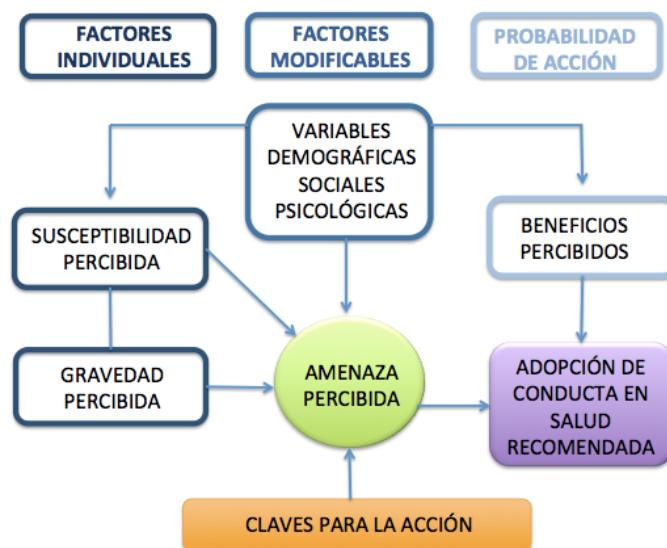 FACTORES
INDIVIDUALES
FACTORES
MODIFICABLES
PROBABILIDAD
DE ACCIÓN
VARIABLES
DEMOGRÁFICAS
SOCIALES
PSICOLÓGICAS
SUSCEPTIBILIDAD
PERCIBIDA
BENEFICIOS
PERCIBIDOS
GRAVEDAD
PERCIBIDA
AMENAZA
PERCIBIDA
ADOPCIÓN DE
CONDUCTA EN
SALUD
RECOMENDADA
CLAVES PARA LA ACCIÓN